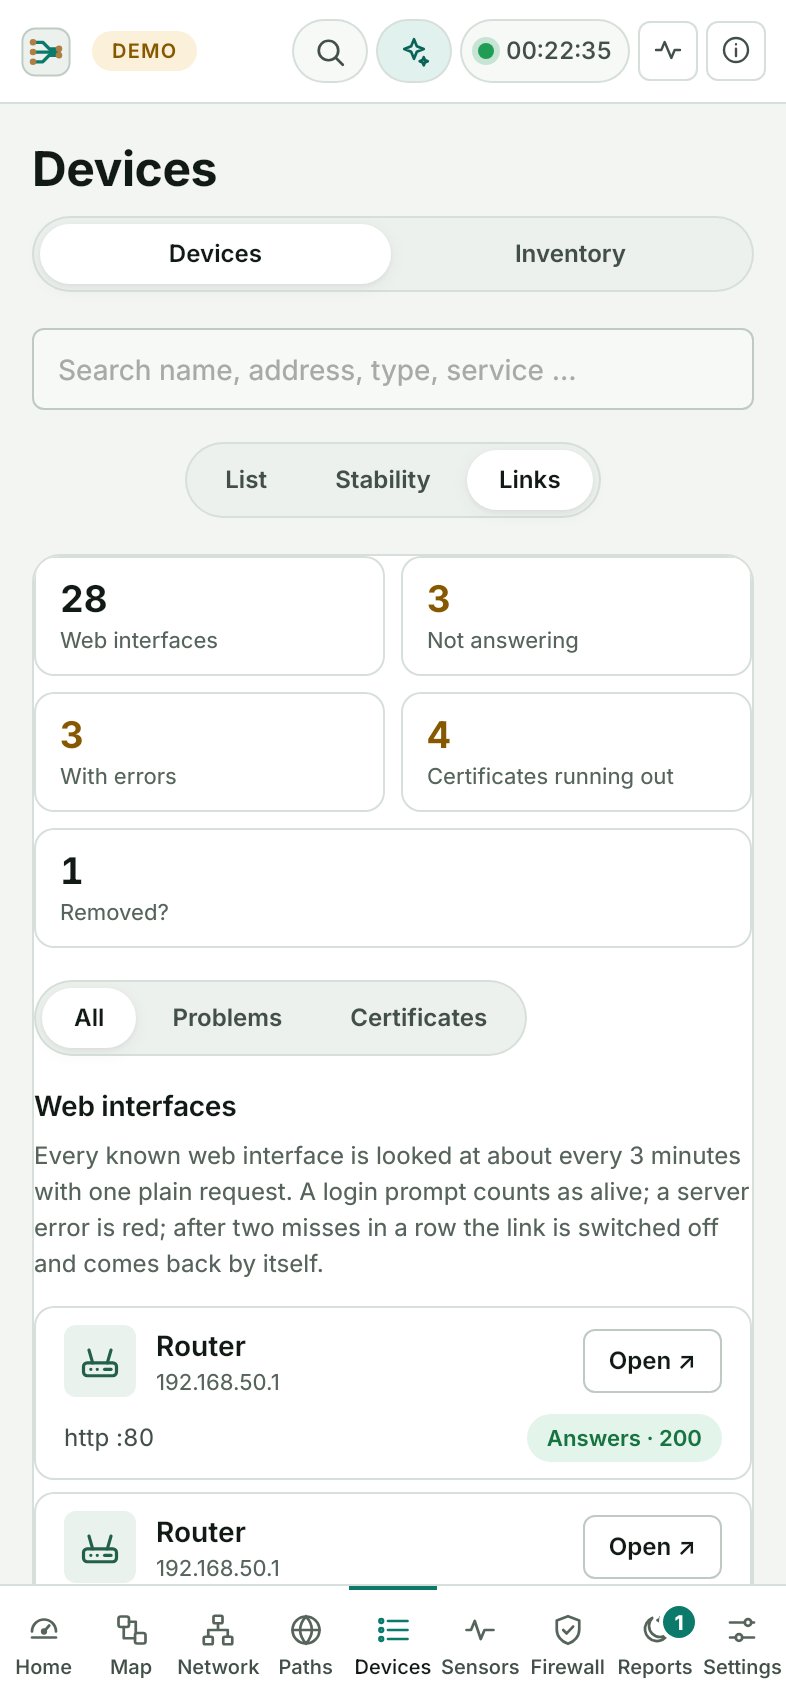 DEMO
00:22:35
Devices
Devices
Inventory
Search name, address, type, service ...
List
Stability
Links
28
Web interfaces
3
Not answering
3
With errors
4
Certificates running out
1
Removed?
All
Problems
Certificates
Web interfaces
Every known web interface is looked at about every 3 minutes
with one plain request. A login prompt counts as alive; a server
error is red; after two misses in a row the link is switched off
and comes back by itself.
Router
192.168.50.1
Open ↗
http :80
Answers · 200
Router
192.168.50.1
Open ↗
Home
Map
Network
Paths
Devices
Sensors
Firewall
1
Reports
Settings